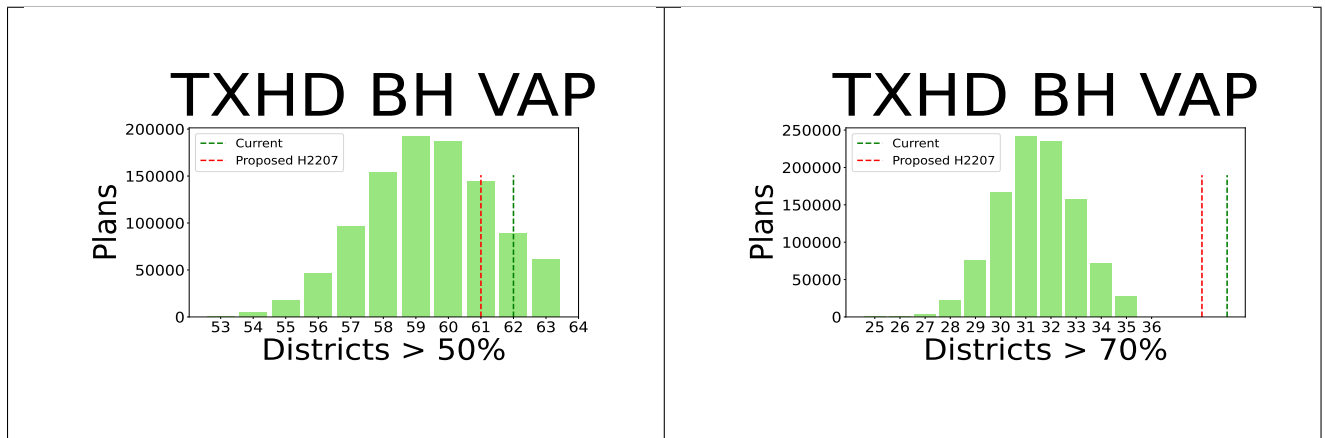 TXHD BH VAP
200000
150000
100000
50000
0
Plans
Current
Proposed H2207
53 54 55 56 57 58 59 60 61 62 63 64
Districts > 50%
TXHD BH VAP
250000
200000
150000
100000
50000
0
Plans
Current
Proposed H2207
25 26 27 28 29 30 31 32 33 34 35 36
Districts > 70%